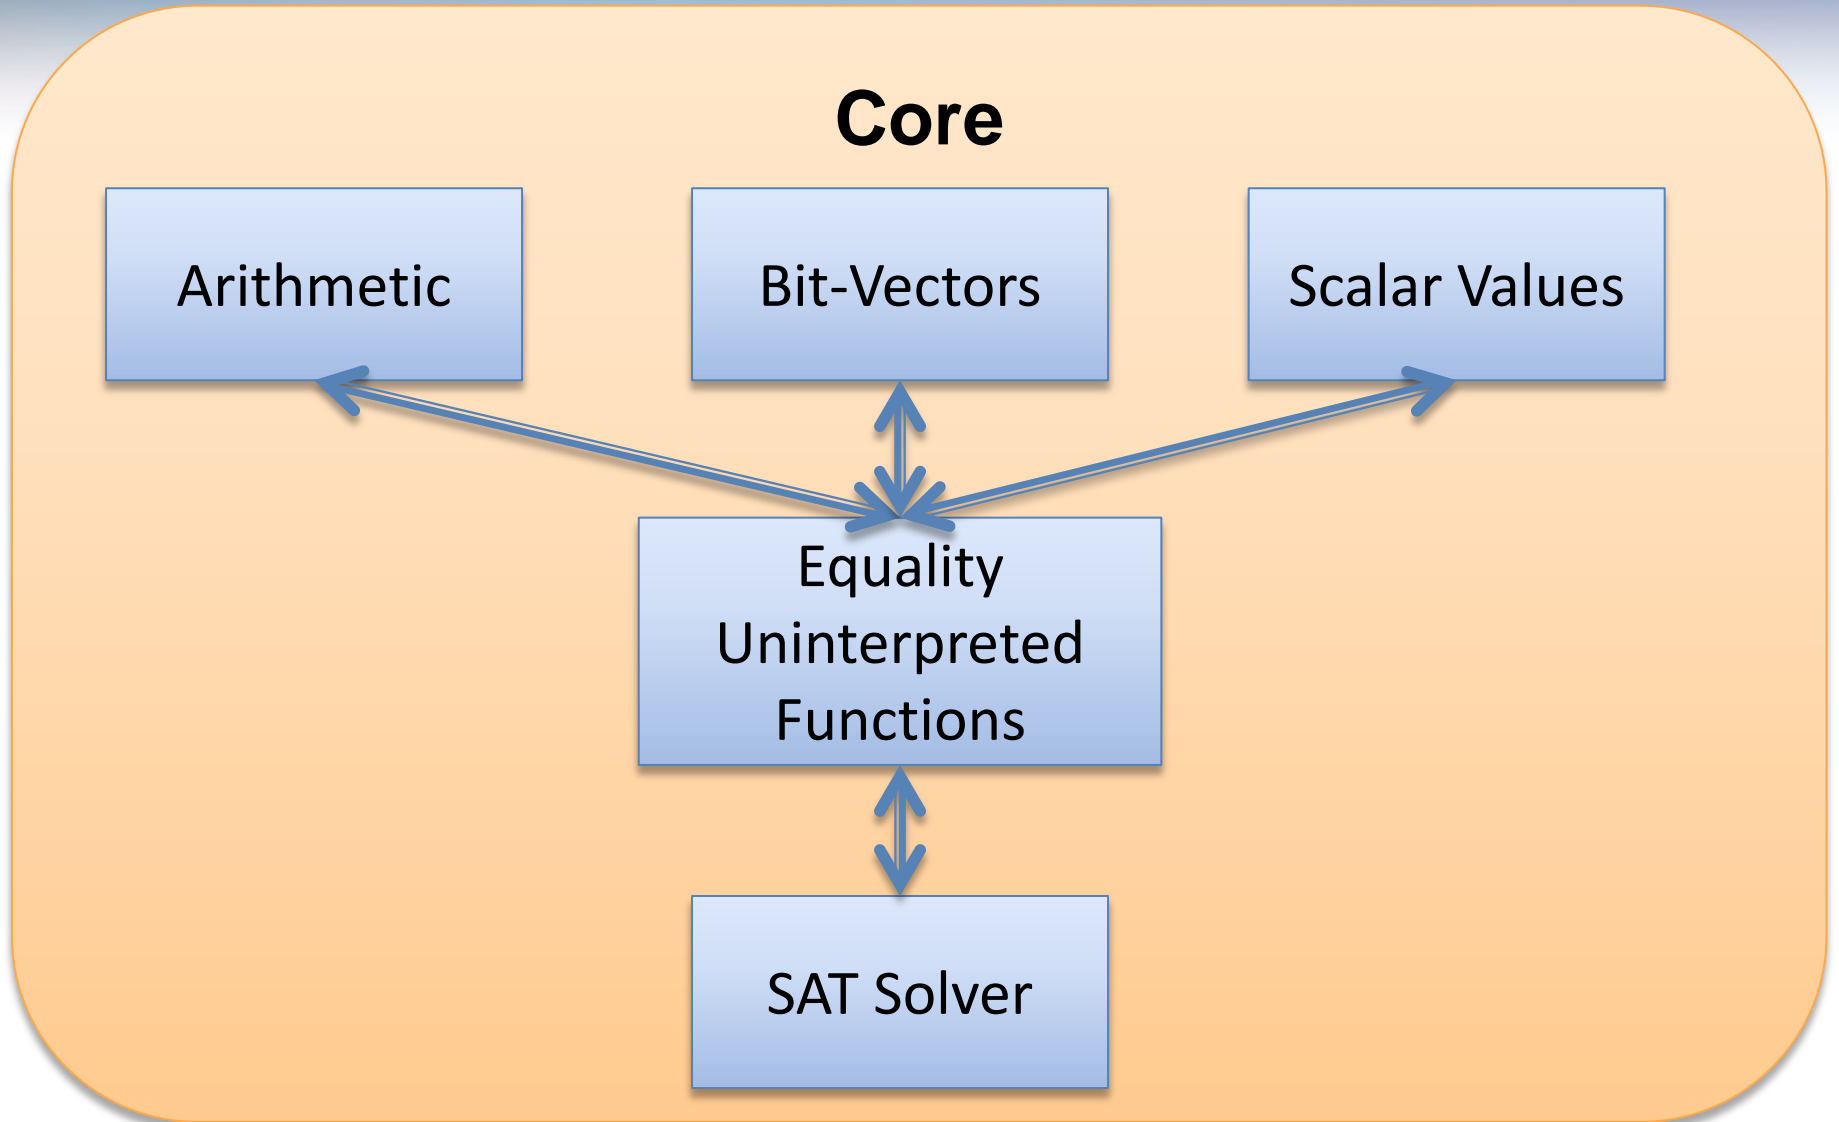 Core
Arithmetic
Bit-Vectors
Scalar Values
Equality
Uninterpreted
Functions
SAT Solver